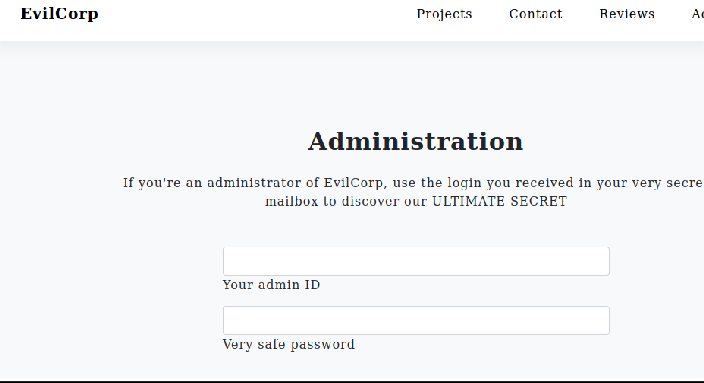 EvilCorp Projects Contact Reviews
Administration
If you're an administrator of EvilCorp, use the login you received in your very
mailbox to discover our ULTIMATE SECRET
Your admin ID
Very safe password